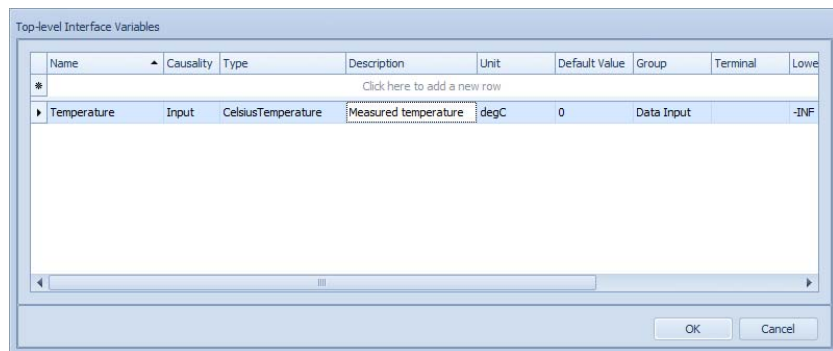 Top-level Interface Variables
Name Causality Type Description Unit Default Value Group Terminal Lowe
Click here to add a new row
Temperature Input CelsiusTemperature Measured temperature degC 0 Data Input -INF
OK Cancel